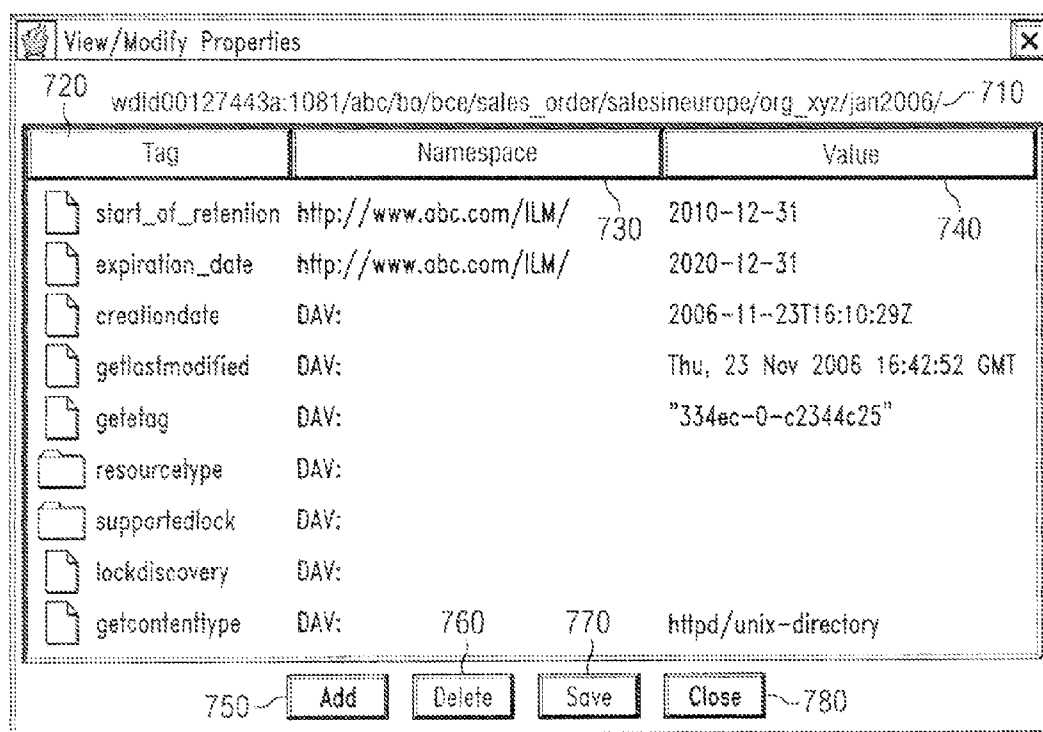 View/Modify Properties
720
wdld00127443a:1081/abc/bo/bce/sales_order/salesineurope/org_xyz/jan2006/ 710
Tag Namespace Value
start_of_retention http://www.abc.com/ILM/ 730 2010-12-31 740
expiration_date http://www.abc.com/ILM/ 2020-12-31
creationdate DAV: 2006-11-23T16:10:29Z
getlastmodified DAV: Thu, 23 Nov 2006 16:42:52 GMT
getetag DAV: "334ec-0-c2344c25"
resourcetype DAV:
supportedlock DAV:
lockdiscovery DAV:
getcontenttype DAV: 760 770 httpd/unix-directory
750 Add Delete Save Close 780